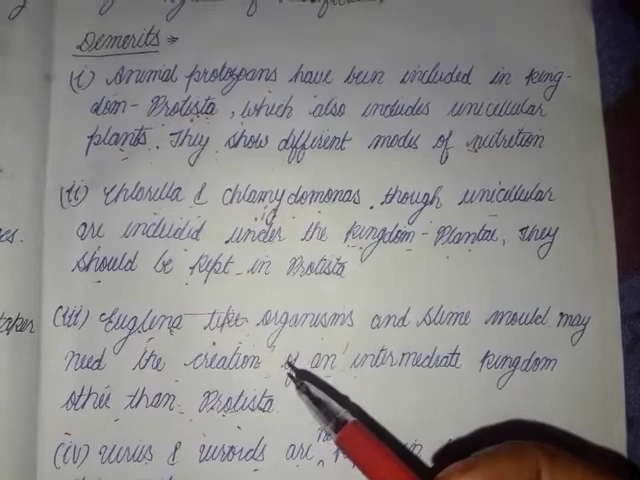 Demerits
(i) Animal protozoans have been included in King-
dom- Protista, which also includes unicellular
plants. They show different modes of nutretion
(ii) Chlorella & Chlamydomonas, though unicellular
are included under the Kingdom- Plantae, They
should be kept in Protista
es.
(iii) Euglena like organisms and slime mould may
need the creation of an intermediate kingdom
other than Protista
(iv) virus & viroids are